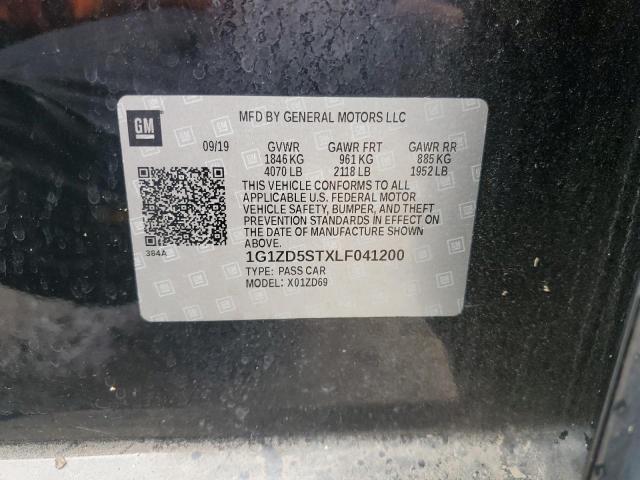 GM
MFD BY GENERAL MOTORS LLC
09/19 GVWR GAWR FRT GAWR RR
1846 KG 961 KG 885 KG
4070 LB 2118 LB 1952 LB
THIS VEHICLE CONFORMS TO ALL
APPLICABLE U.S. FEDERAL MOTOR
VEHICLE SAFETY, BUMPER, AND THEFT
PREVENTION STANDARDS IN EFFECT ON
THE DATE OF MANUFACTURE SHOWN
ABOVE.
384A
1G1ZD5STXLF041200
TYPE: PASS CAR
MODEL: X01ZD69